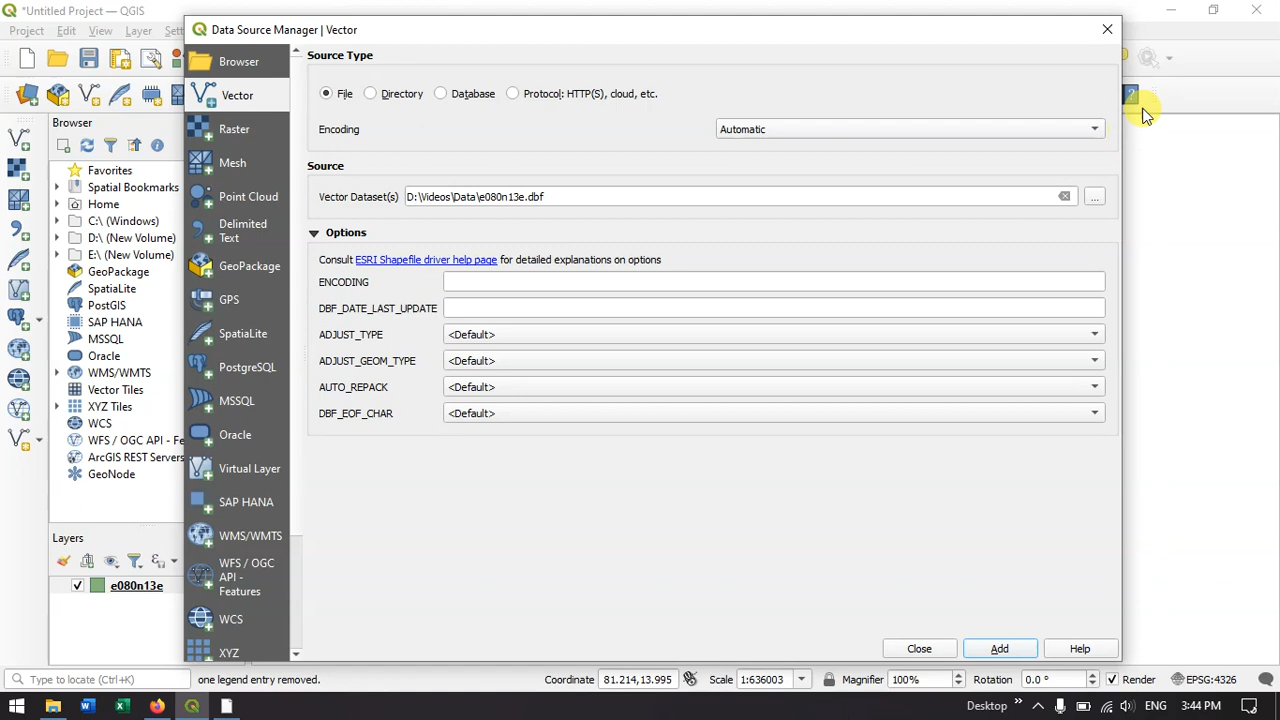 *Untitled Project — QGIS
Data Source Manager | Vector
Project
Edit
View
Layer
Browser
Vector
Raster
Mesh
Point Cloud
Delimited
Text
GeoPackage
GPS
SpatiaLite
PostgreSQL
MSSQL
Oracle
Virtual Layer
SAP HANA
WMS/WMTS
WFS / OGC
API -
Features
WCS
XYZ
Source Type
File
Directory
Database
Protocol: HTTP(S), cloud, etc.
Encoding
Automatic
Source
Vector Dataset(s)
D:\Videos\Data\e080n13e.dbf
...
Options
Consult ESRI Shapefile driver help page for detailed explanations on options
ENCODING
DBF_DATE_LAST_UPDATE
ADJUST_TYPE
<Default>
ADJUST_GEOM_TYPE
<Default>
AUTO_REPACK
<Default>
DBF_EOF_CHAR
<Default>
Close
Add
Help
Browser
Favorites
Spatial Bookmarks
Home
C:\ (Windows)
D:\ (New Volume)
E:\ (New Volume)
GeoPackage
SpatiaLite
PostGIS
SAP HANA
MSSQL
Oracle
WMS/WMTS
Vector Tiles
XYZ Tiles
WCS
WFS / OGC API - Fe
ArcGIS REST Servers
GeoNode
Layers
e080n13e
Type to locate (Ctrl+K)
one legend entry removed.
Coordinate
81.214,13.995
Scale
1:636003
Magnifier
100%
Rotation
0.0 °
Render
EPSG:4326
Desktop
ENG
3:44 PM